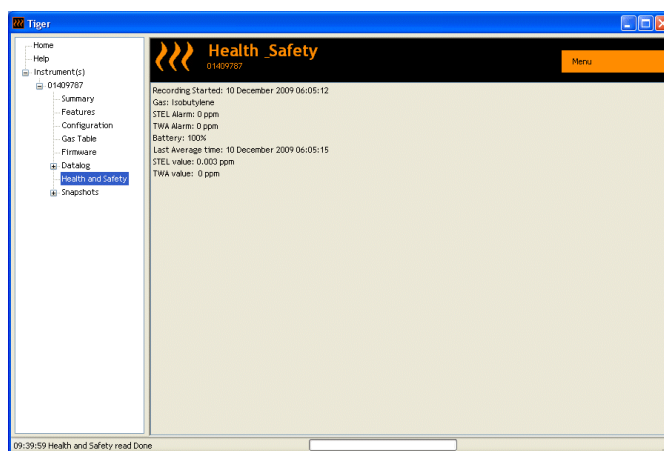 Tiger
Home
Help
Instrument(s)
01409787
Summary
Features
Configuration
Gas Table
Firmware
Datalog
Health and Safety
Snapshots
Health _Safety
01409787
Menu
Recording Started: 10 December 2009 06:05:12
Gas: Isobutylene
STEL Alarm: 0 ppm
TWA Alarm: 0 ppm
Battery: 100%
Last Average time: 10 December 2009 06:05:15
STEL value: 0.003 ppm
TWA value: 0 ppm
09:39:59 Health and Safety read Done